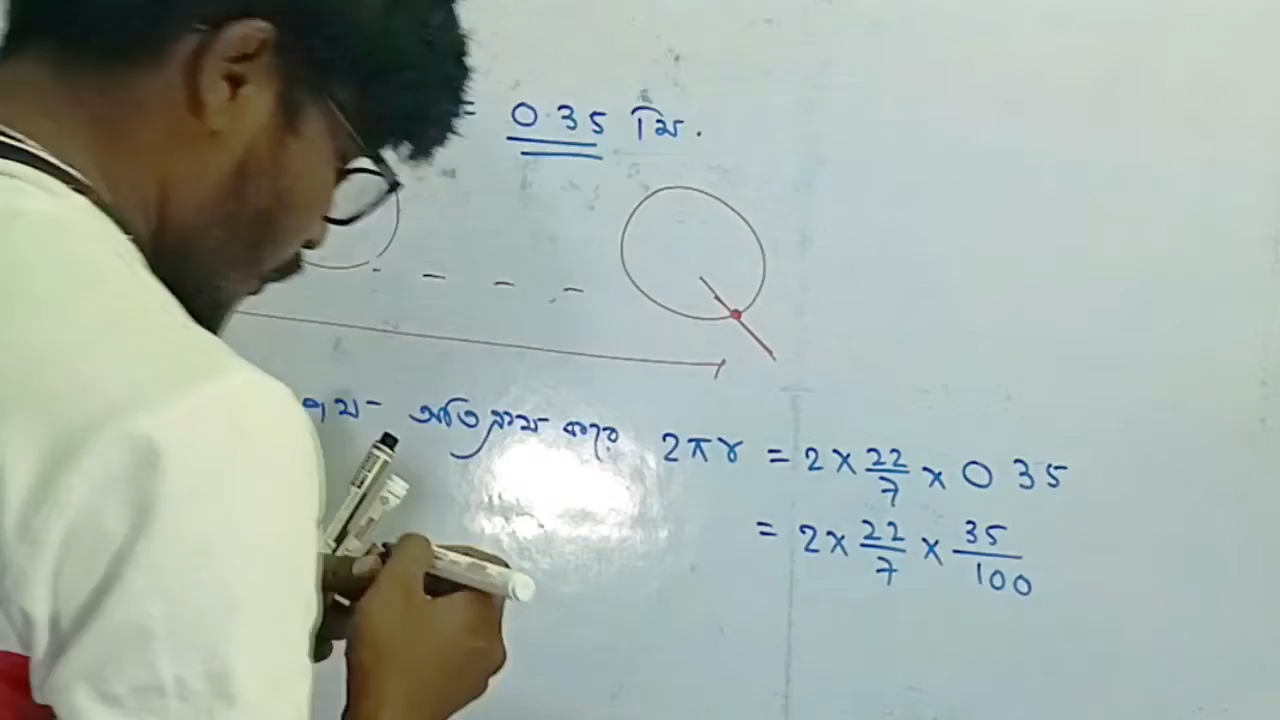 = 0.35 মি.
অতিক্রম করে 2πr = 2 × 22/7 × 0 35
= 2 × 22/7 × 35/100